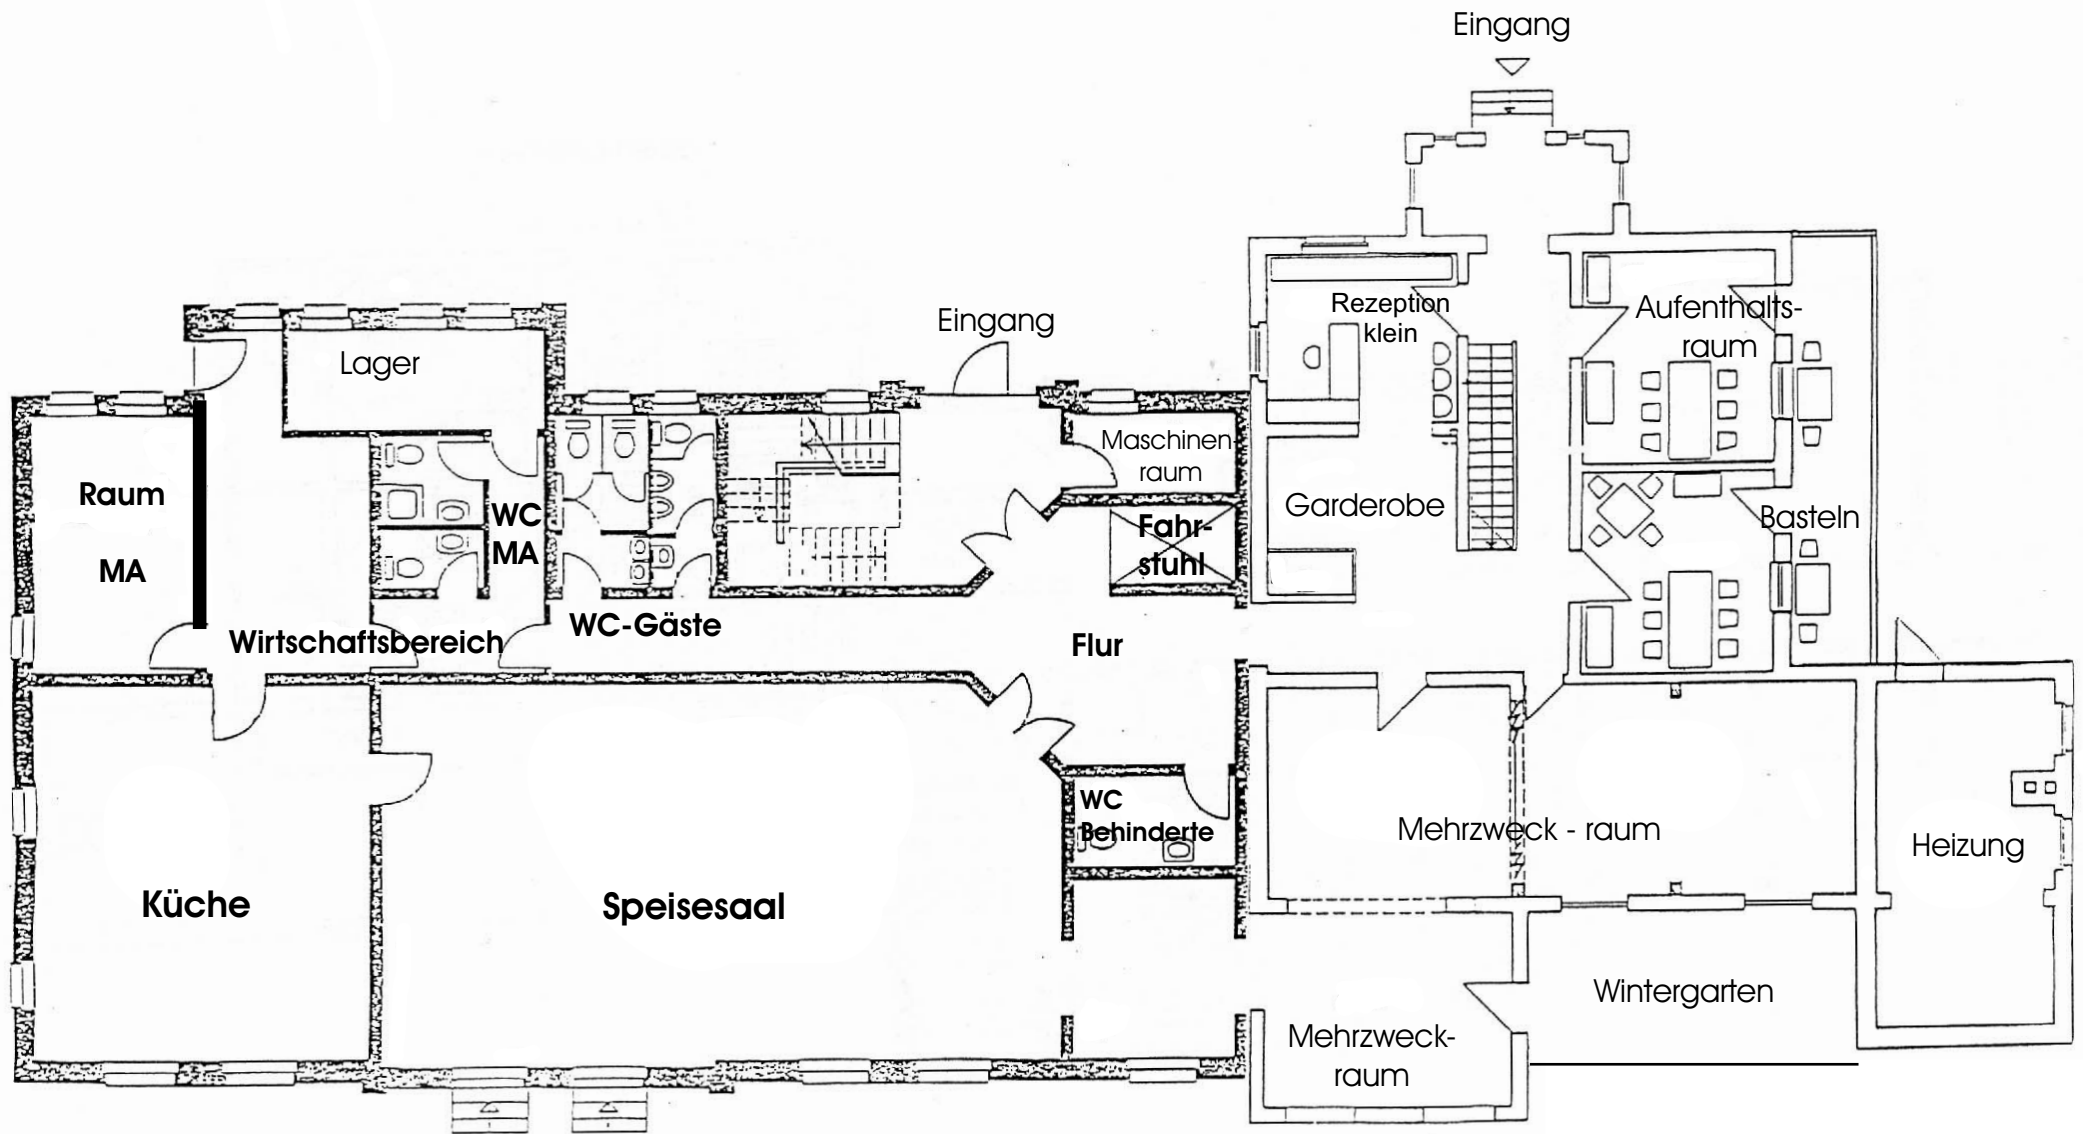 Eingang
Eingang
Rezeption
klein
Aufenthalts-
raum
Lager
Maschinen-
raum
Raum
MA
WC
MA
Garderobe
Basteln
Fahr-
stuhl
Wirtschaftsbereich
WC-Gäste
Flur
WC
Behinderte
Mehrzweck - raum
Heizung
Küche
Speisesaal
Wintergarten
Mehrzweck-
raum